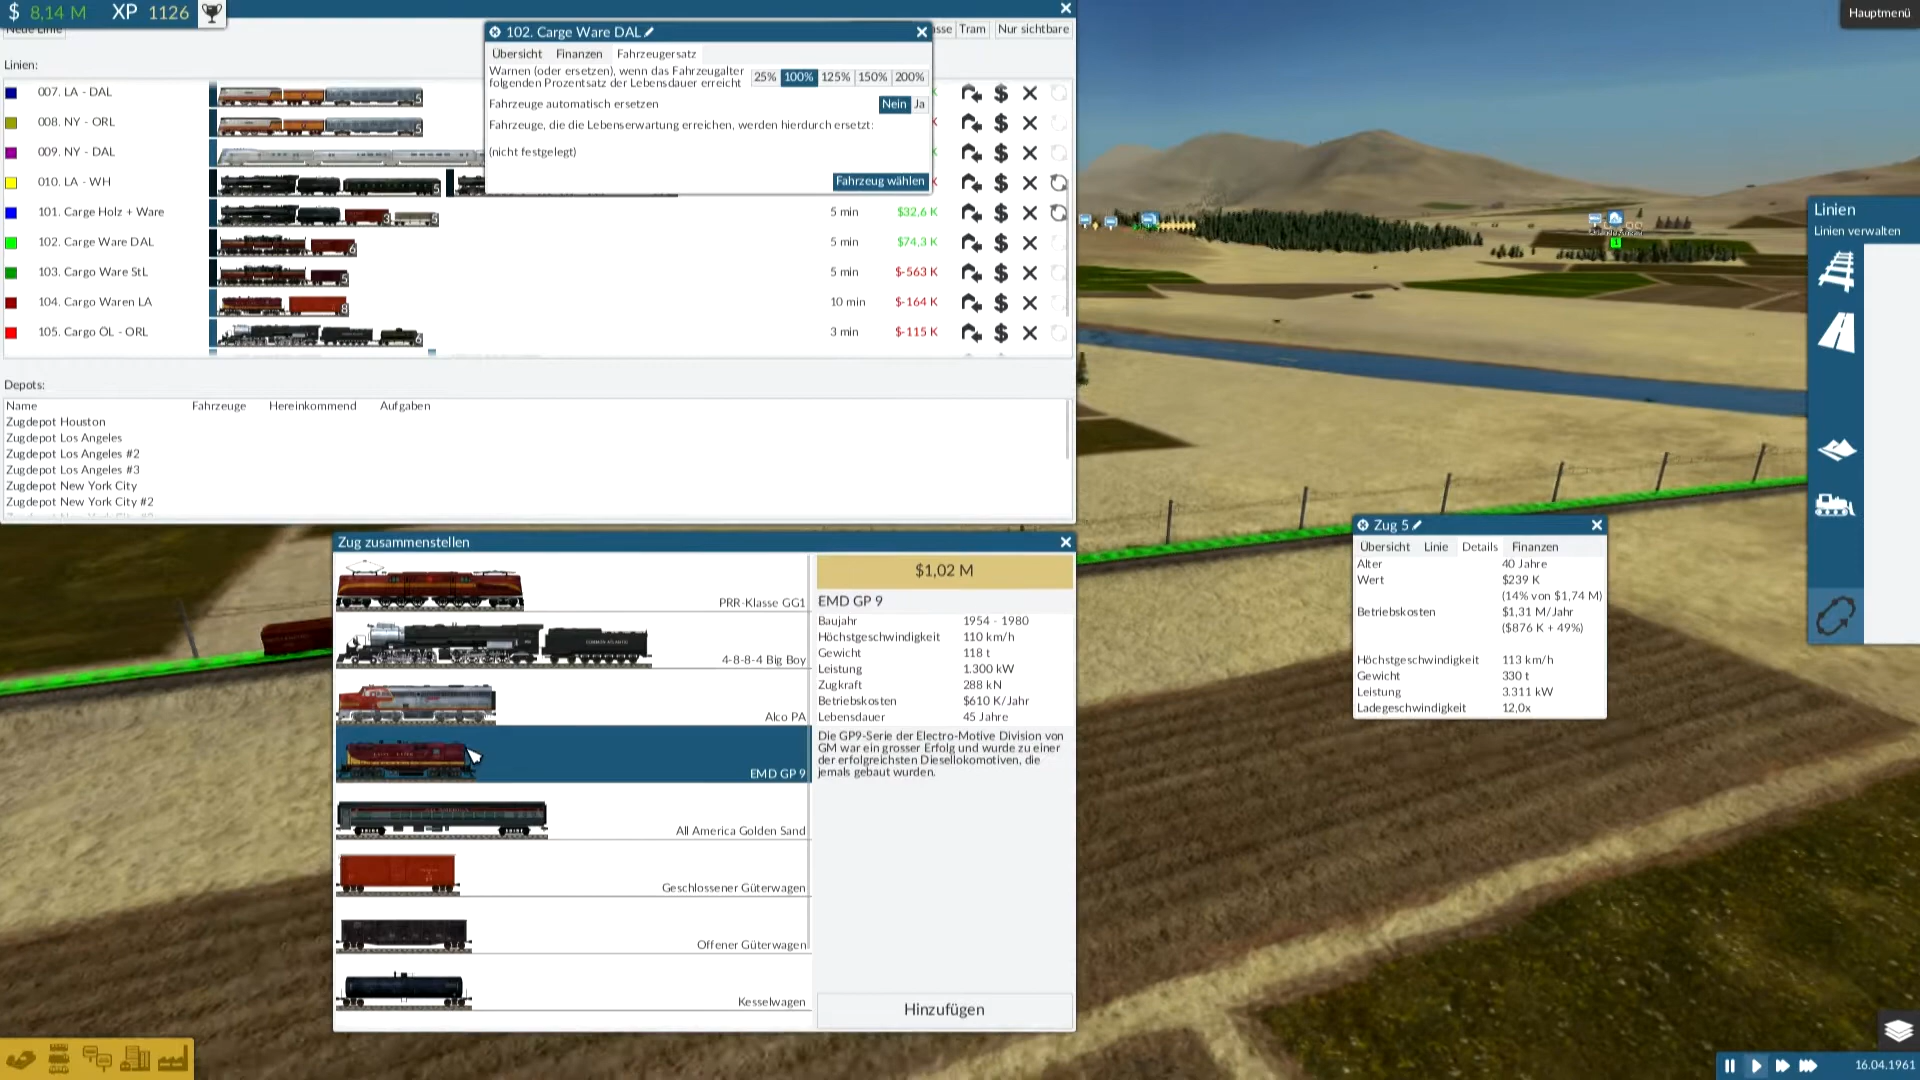 $ 8,14 M XP 1126
Hauptmenü
Neue Linie
Tram Nur sichtbare
Linien:
007. LA - DAL 5
008. NY - ORL 5
009. NY - DAL
010. LA - WH 5
101. Carge Holz + Ware 3 5 5 min $32,6 K
102. Carge Ware DAL 6 5 min $74,3 K
103. Cargo Ware StL 5 5 min $-563 K
104. Cargo Waren LA 8 10 min $-164 K
105. Cargo ÖL - ORL 6 3 min $-115 K
Depots:
Name Fahrzeuge Hereinkommend Aufgaben
Zugdepot Houston
Zugdepot Los Angeles
Zugdepot Los Angeles #2
Zugdepot Los Angeles #3
Zugdepot New York City
Zugdepot New York City #2
102. Carge Ware DAL
Übersicht Finanzen Fahrzeugersatz
Warnen (oder ersetzen), wenn das Fahrzeugalter
folgenden Prozentsatz der Lebensdauer erreicht
25% 100% 125% 150% 200%
Fahrzeuge automatisch ersetzen Nein Ja
Fahrzeuge, die die Lebenserwartung erreichen, werden hierdurch ersetzt:
(nicht festgelegt)
Fahrzeug wählen
Zug zusammenstellen
PRR-Klasse GG1
4-8-8-4 Big Boy
Alco PA
EMD GP 9
All America Golden Sand
Geschlossener Güterwagen
Offener Güterwagen
Kesselwagen
$1,02 M
EMD GP 9
Baujahr 1954 - 1980
Höchstgeschwindigkeit 110 km/h
Gewicht 118 t
Leistung 1.300 kW
Zugkraft 288 kN
Betriebskosten $610 K/Jahr
Lebensdauer 45 Jahre
Die GP9-Serie der Electro-Motive Division von
GM war ein grosser Erfolg und wurde zu einer
der erfolgreichsten Diesellokomotiven, die
jemals gebaut wurden.
Hinzufügen
Linien
Linien verwalten
Zug 5
Übersicht Linie Details Finanzen
Alter 40 Jahre
Wert $239 K
(14% von $1,74 M)
Betriebskosten $1,31 M/Jahr
($876 K + 49%)
Höchstgeschwindigkeit 113 km/h
Gewicht 330 t
Leistung 3.311 kW
Ladegeschwindigkeit 12,0x
16.04.1961